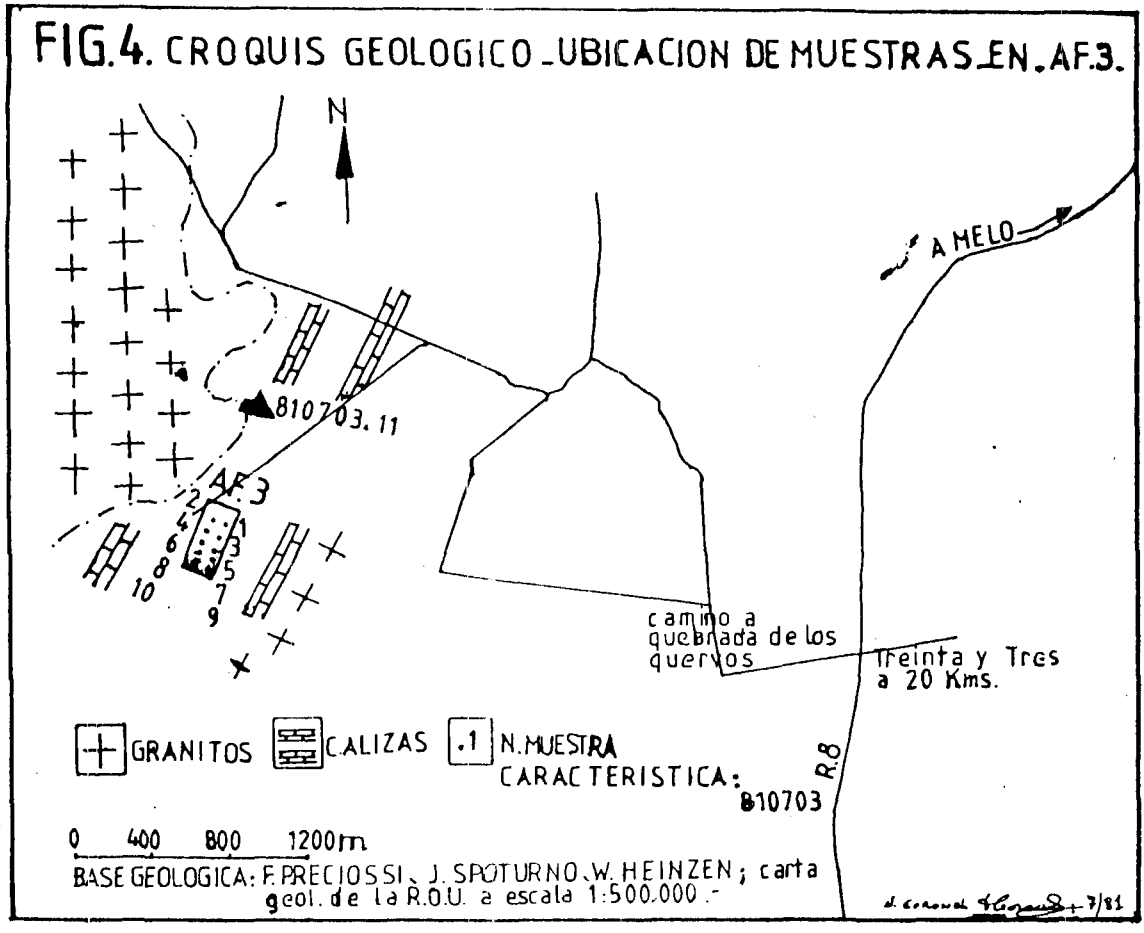 FIG.4. CROQUIS GEOLOGICO_UBICACION DE MUESTRAS_EN.AF.3.
N
A MELO
810703.11
AF.3
2
4
6
8
10
1
3
5
7
9
camino a
quebrada de los
quervos
Treinta y Tres
a 20 Kms.
R.8
GRANITOS
CALIZAS
.1 N.MUESTRA
CARACTERISTICA:
810703
0 400 800 1200m
BASE GEOLOGICA: F.PRECIOSSI, J. SPOTURNO, W. HEINZEN; carta
geol. de la R.O.U. a escala 1:500.000.-
7/81